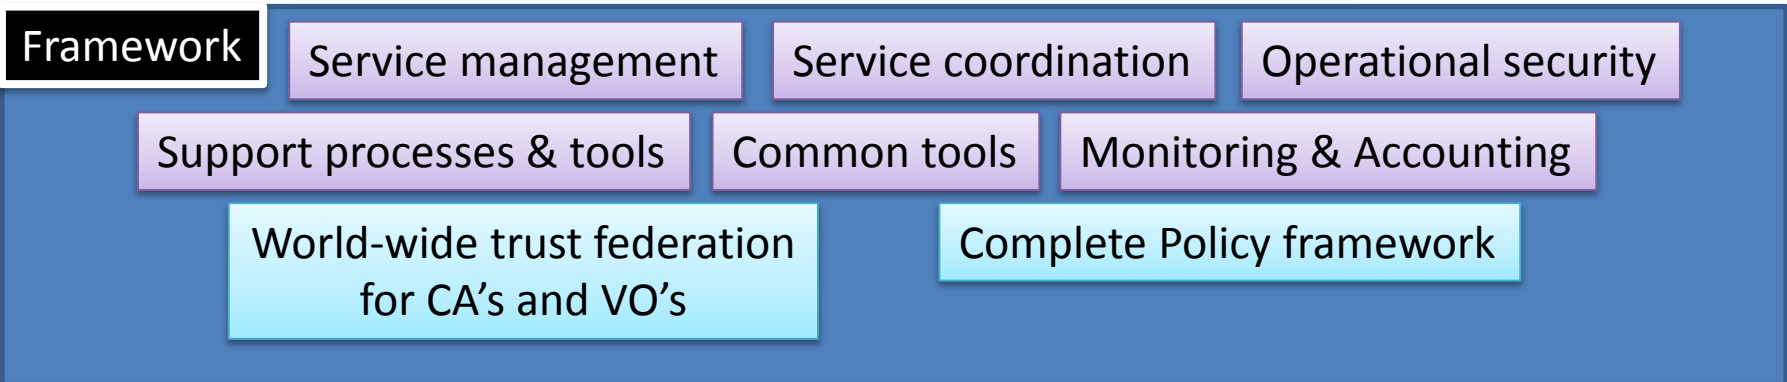 Framework
Service management
Service coordination
Operational security
Support processes & tools
Common tools
Monitoring & Accounting
World-wide trust federation
for CA’s and VO’s
Complete Policy framework